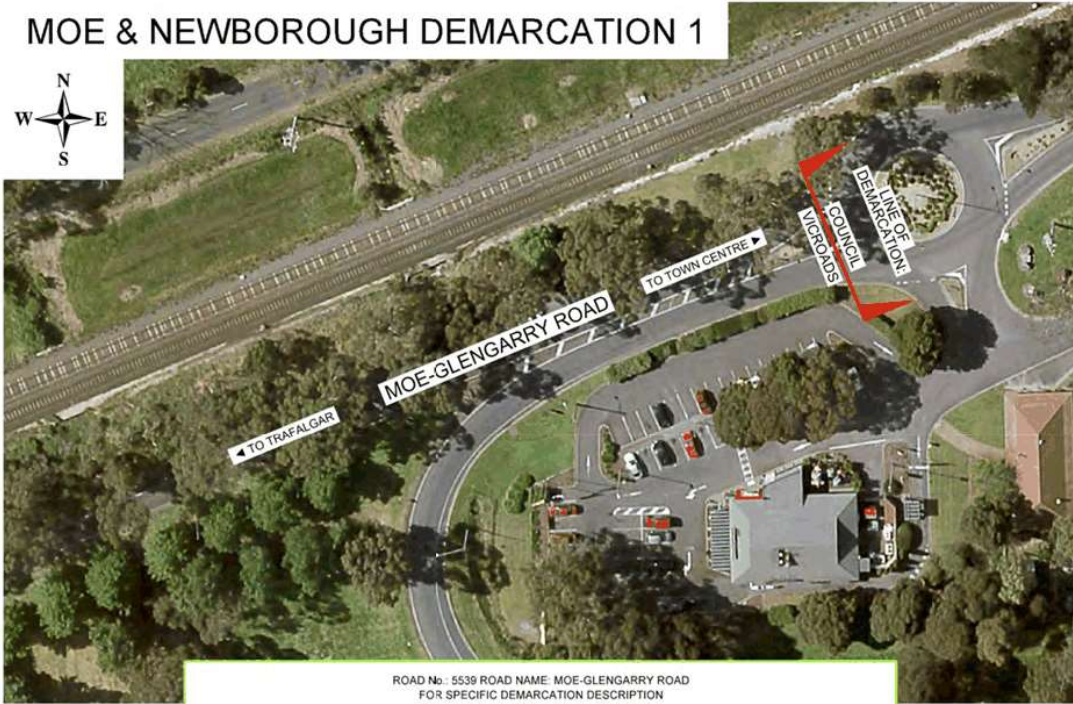 MOE & NEWBOROUGH DEMARCATION 1
N
W E
S
LINE OF
DEMARCATION:
COUNCIL
VICROADS
TO TOWN CENTRE ►
MOE-GLENGARRY ROAD
◄ TO TRAFALGAR
ROAD No.: 5539 ROAD NAME: MOE-GLENGARRY ROAD
FOR SPECIFIC DEMARCATION DESCRIPTION